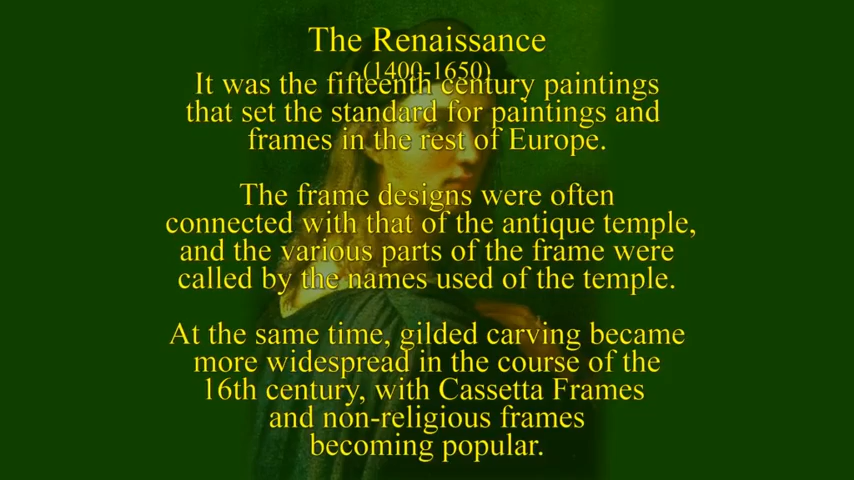 The Renaissance
(1400-1650)
It was the fifteenth century paintings
that set the standard for paintings and
frames in the rest of Europe.
The frame designs were often
connected with that of the antique temple,
and the various parts of the frame were
called by the names used of the temple.
At the same time, gilded carving became
more widespread in the course of the
16th century, with Cassetta Frames
and non-religious frames
becoming popular.